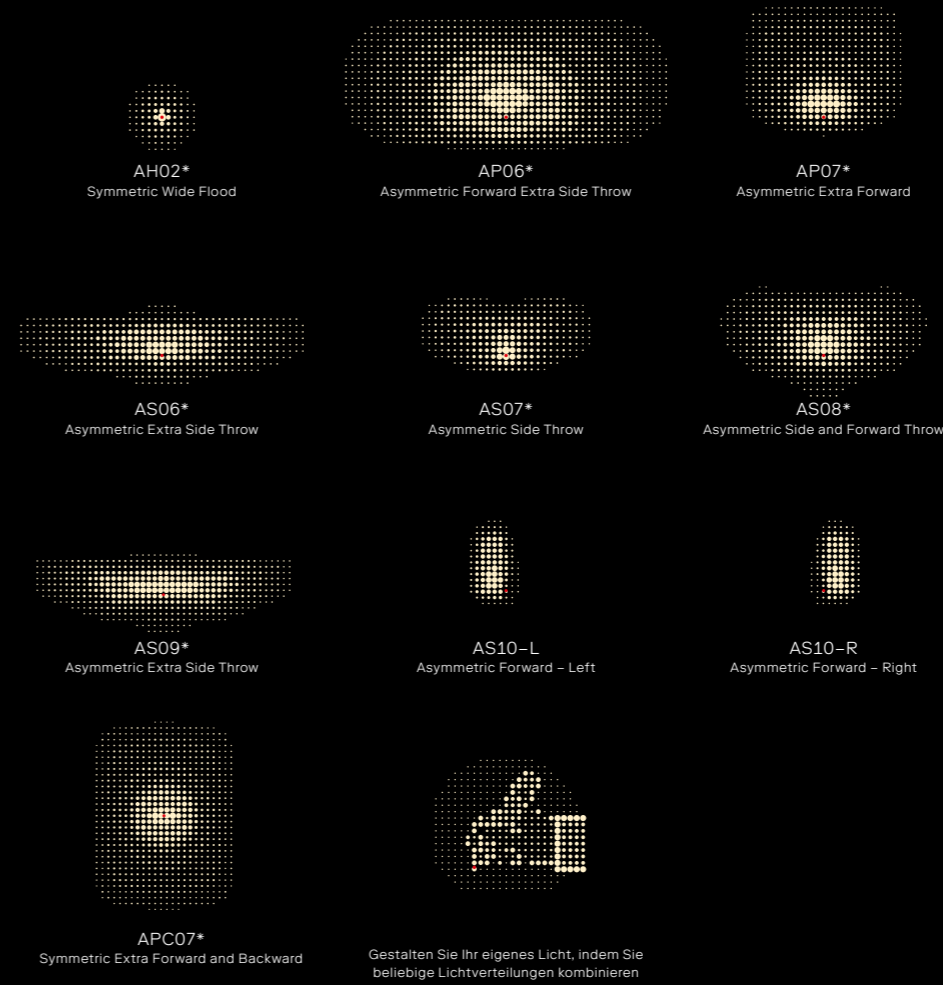 AH02*
Symmetric Wide Flood
AP06*
Asymmetric Forward Extra Side Throw
AP07*
Asymmetric Extra Forward
AS06*
Asymmetric Extra Side Throw
AS07*
Asymmetric Side Throw
AS08*
Asymmetric Side and Forward Throw
AS09*
Asymmetric Extra Side Throw
AS10–L
Asymmetric Forward – Left
AS10–R
Asymmetric Forward – Right
APC07*
Symmetric Extra Forward and Backward
Gestalten Sie Ihr eigenes Licht, indem Sie
beliebige Lichtverteilungen kombinieren